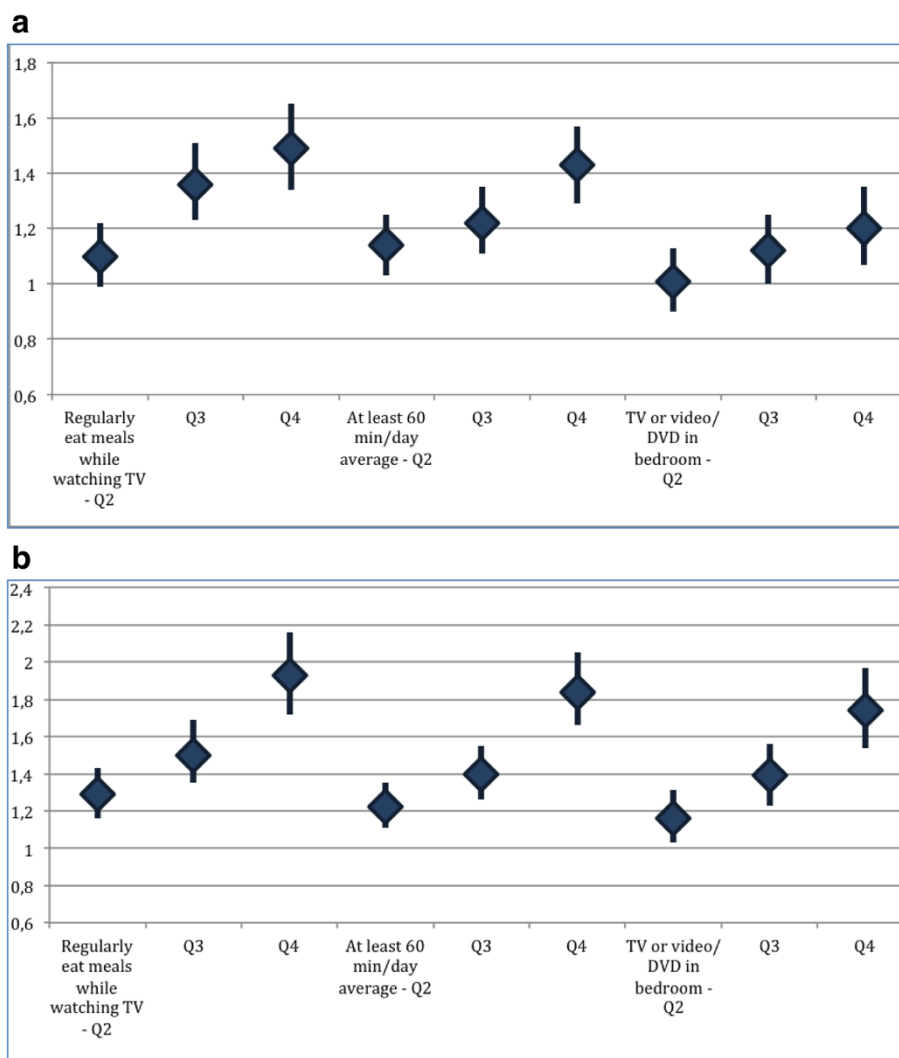 a
1,8
1,6
1,4
1,2
1
0,8
0,6
Regularly
eat meals
while
watching TV
- Q2
Q3
Q4
At least 60
min/day
average - Q2
Q3
Q4
TV or video/
DVD in
bedroom -
Q2
Q3
Q4
b
2,4
2,2
2
1,8
1,6
1,4
1,2
1
0,8
0,6
Regularly
eat meals
while
watching TV
- Q2
Q3
Q4
At least 60
min/day
average - Q2
Q3
Q4
TV or video/
DVD in
bedroom -
Q2
Q3
Q4